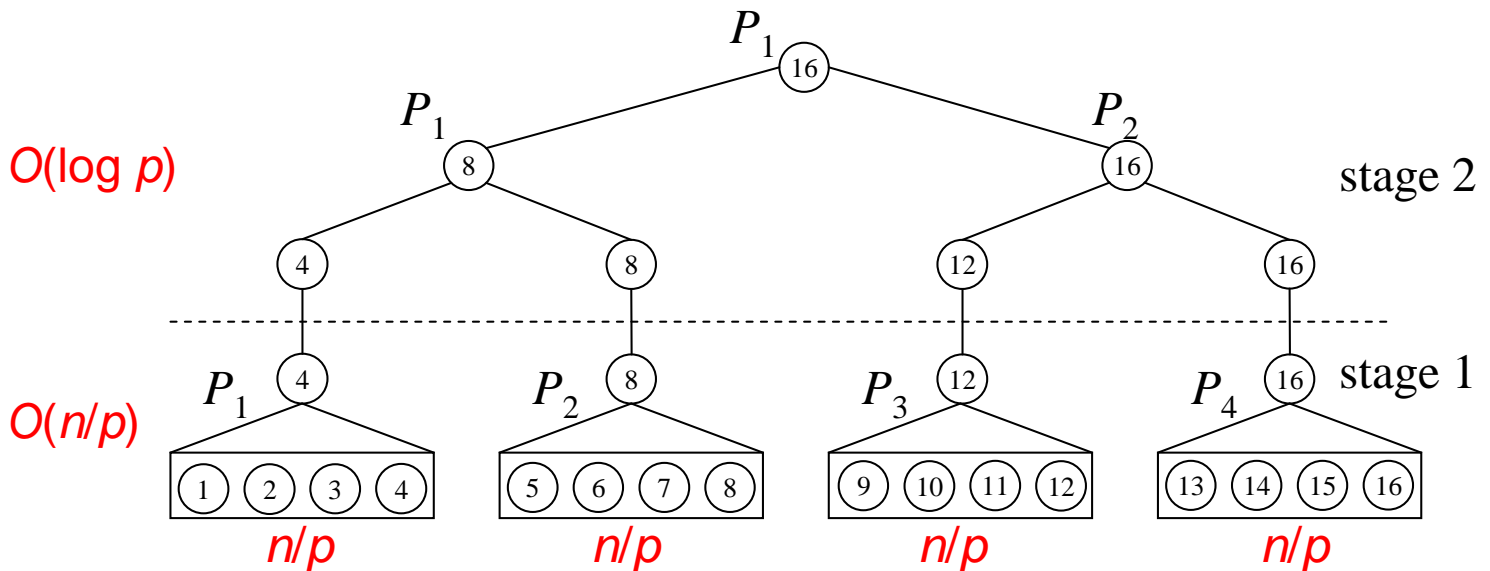 P1 16
P1 P2
O(log p) 8 16 stage 2
4 8 12 16
P1 4 P2 8 P3 12 P4 16 stage 1
O(n/p)
1 2 3 4 5 6 7 8 9 10 11 12 13 14 15 16
n/p n/p n/p n/p